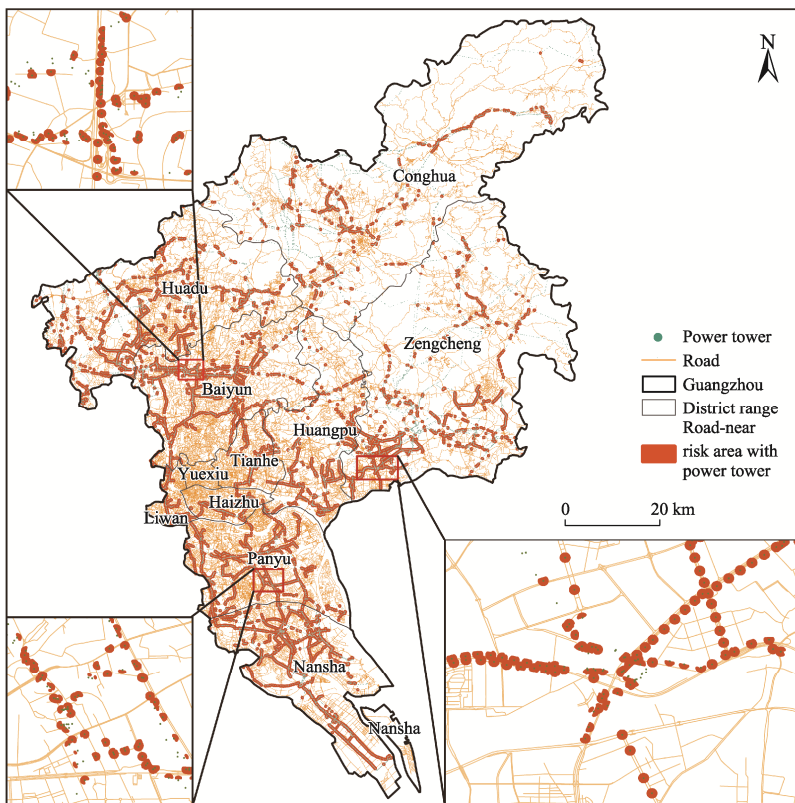 N
Conghua
Huadu
Zengcheng
Baiyun
Huangpu
Tianhe
Yuexiu
Haizhu
Liwan
Panyu
Nansha
Nansha
Power tower
Road
Guangzhou
District range
Road-near
risk area with
power tower
0 20 km